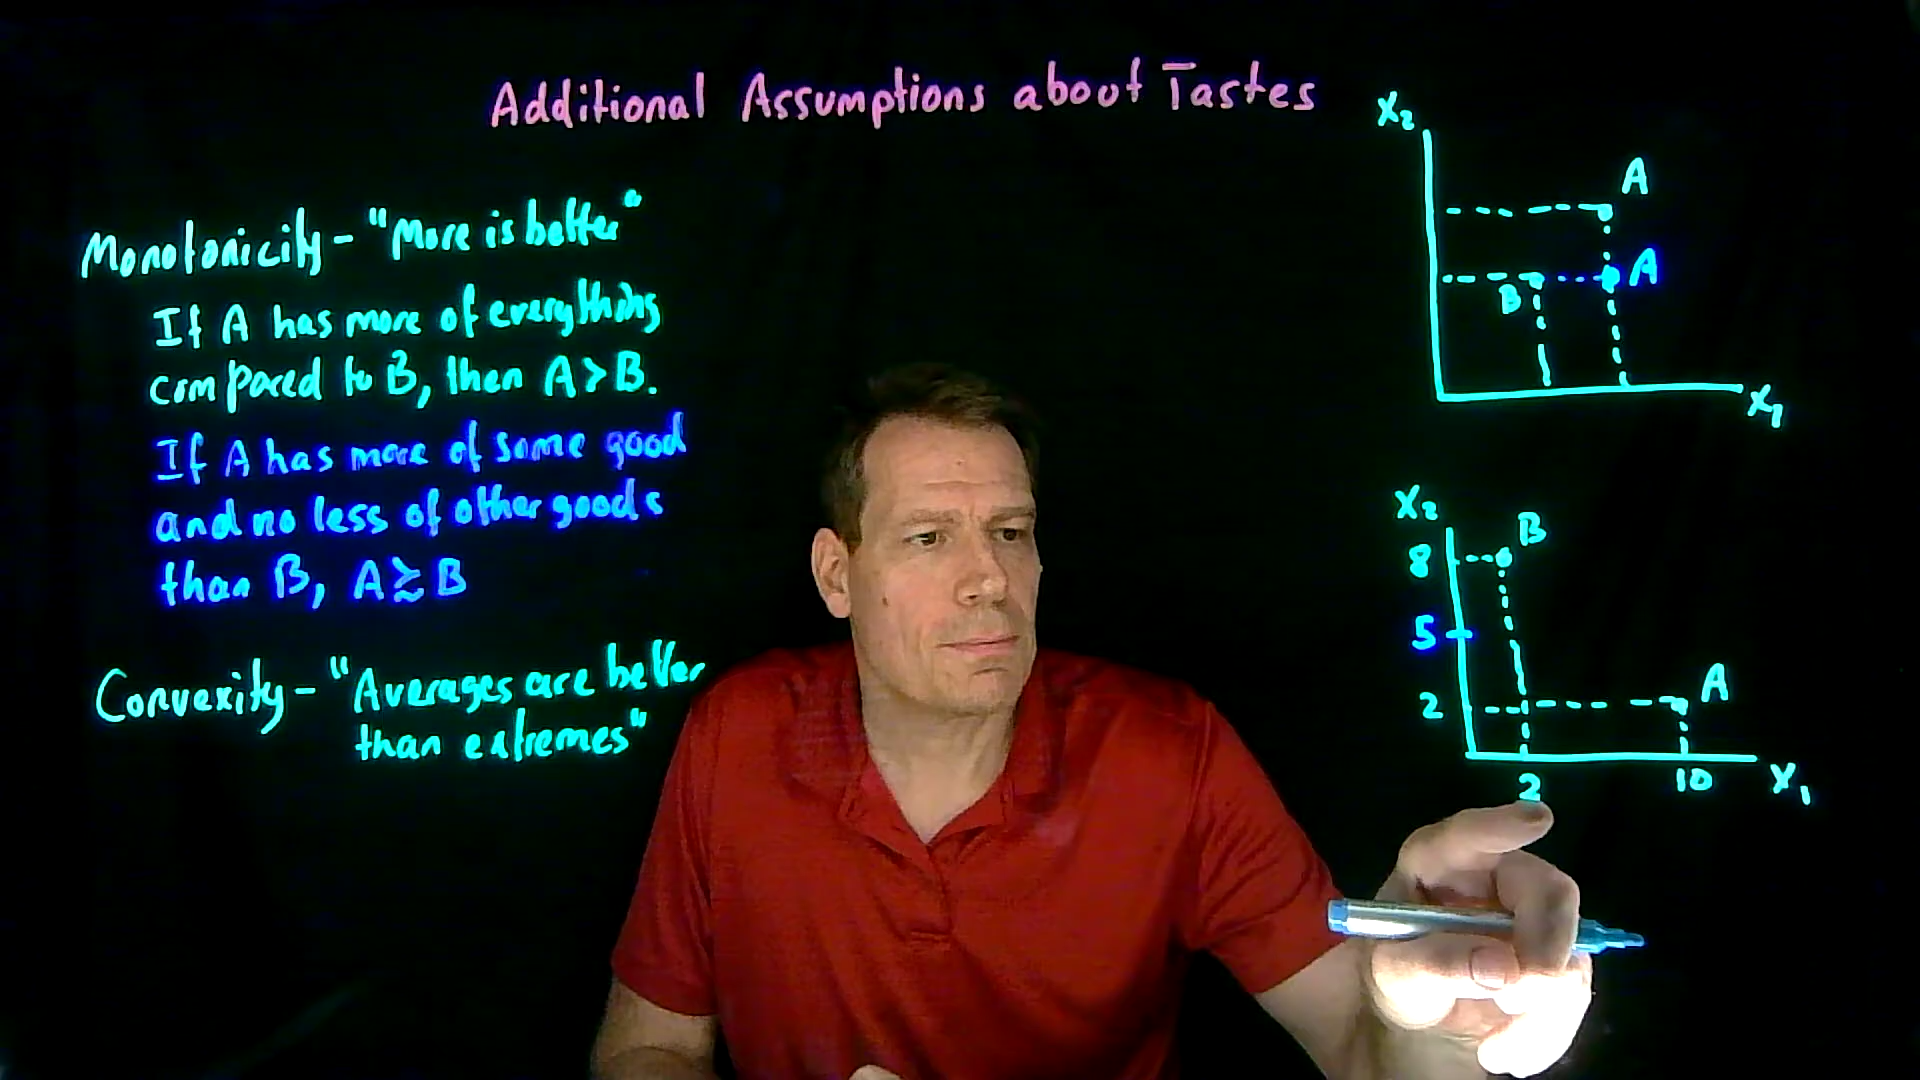 Additional Assumptions about Tastes
Monotonicity - "More is better"
If A has more of everything
compared to B, then A > B.
If A has more of some good
and no less of other goods
than B, A ≿ B
Convexity - "Averages are better
than extremes"
X₂
A
A
B
X₁
X₂
B
8
5
A
2
2
10
X₁